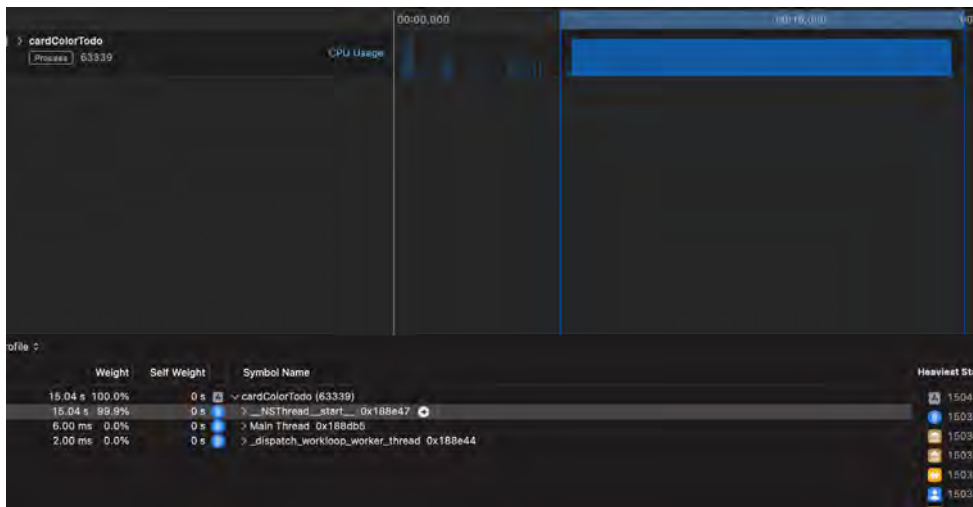 00:00.000
cardColorTodo
Process 63339
CPU Usage
ofile
Weight Self Weight Symbol Name
Heaviest Sta
15.04 s 100.0% 0 s cardColorTodo (63339)
1504
15.04 s 99.9% 0 s __NSThread__start__ 0x188e47
1503
6.00 ms 0.0% 0 s Main Thread 0x188db5
1503
2.00 ms 0.0% 0 s _dispatch_workloop_worker_thread 0x188e44
1503
1503
1503